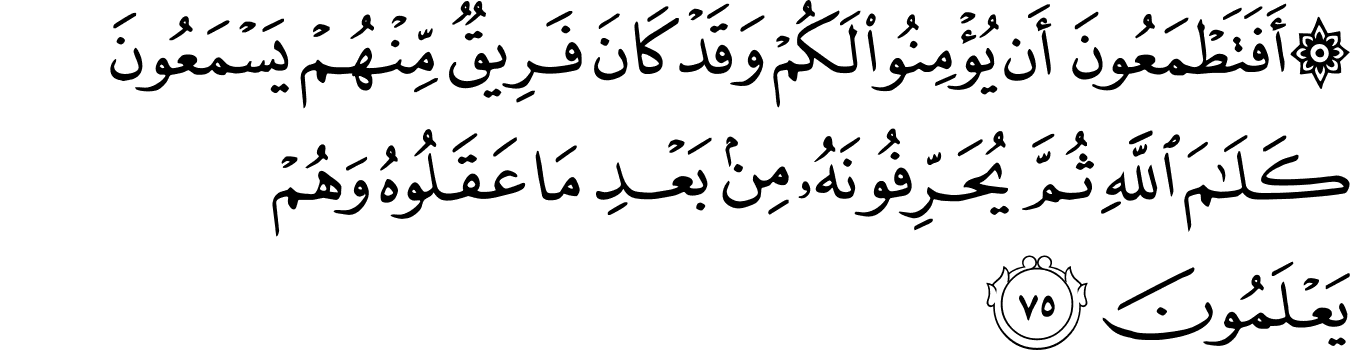 ۞ أَفَتَطْمَعُونَ أَن يُؤْمِنُوا۟ لَكُمْ وَقَدْ كَانَ فَرِيقٌ مِّنْهُمْ يَسْمَعُونَ
كَلَـٰمَ ٱللَّهِ ثُمَّ يُحَرِّفُونَهُۥ مِنۢ بَعْدِ مَا عَقَلُوهُ وَهُمْ
يَعْلَمُونَ ٧٥